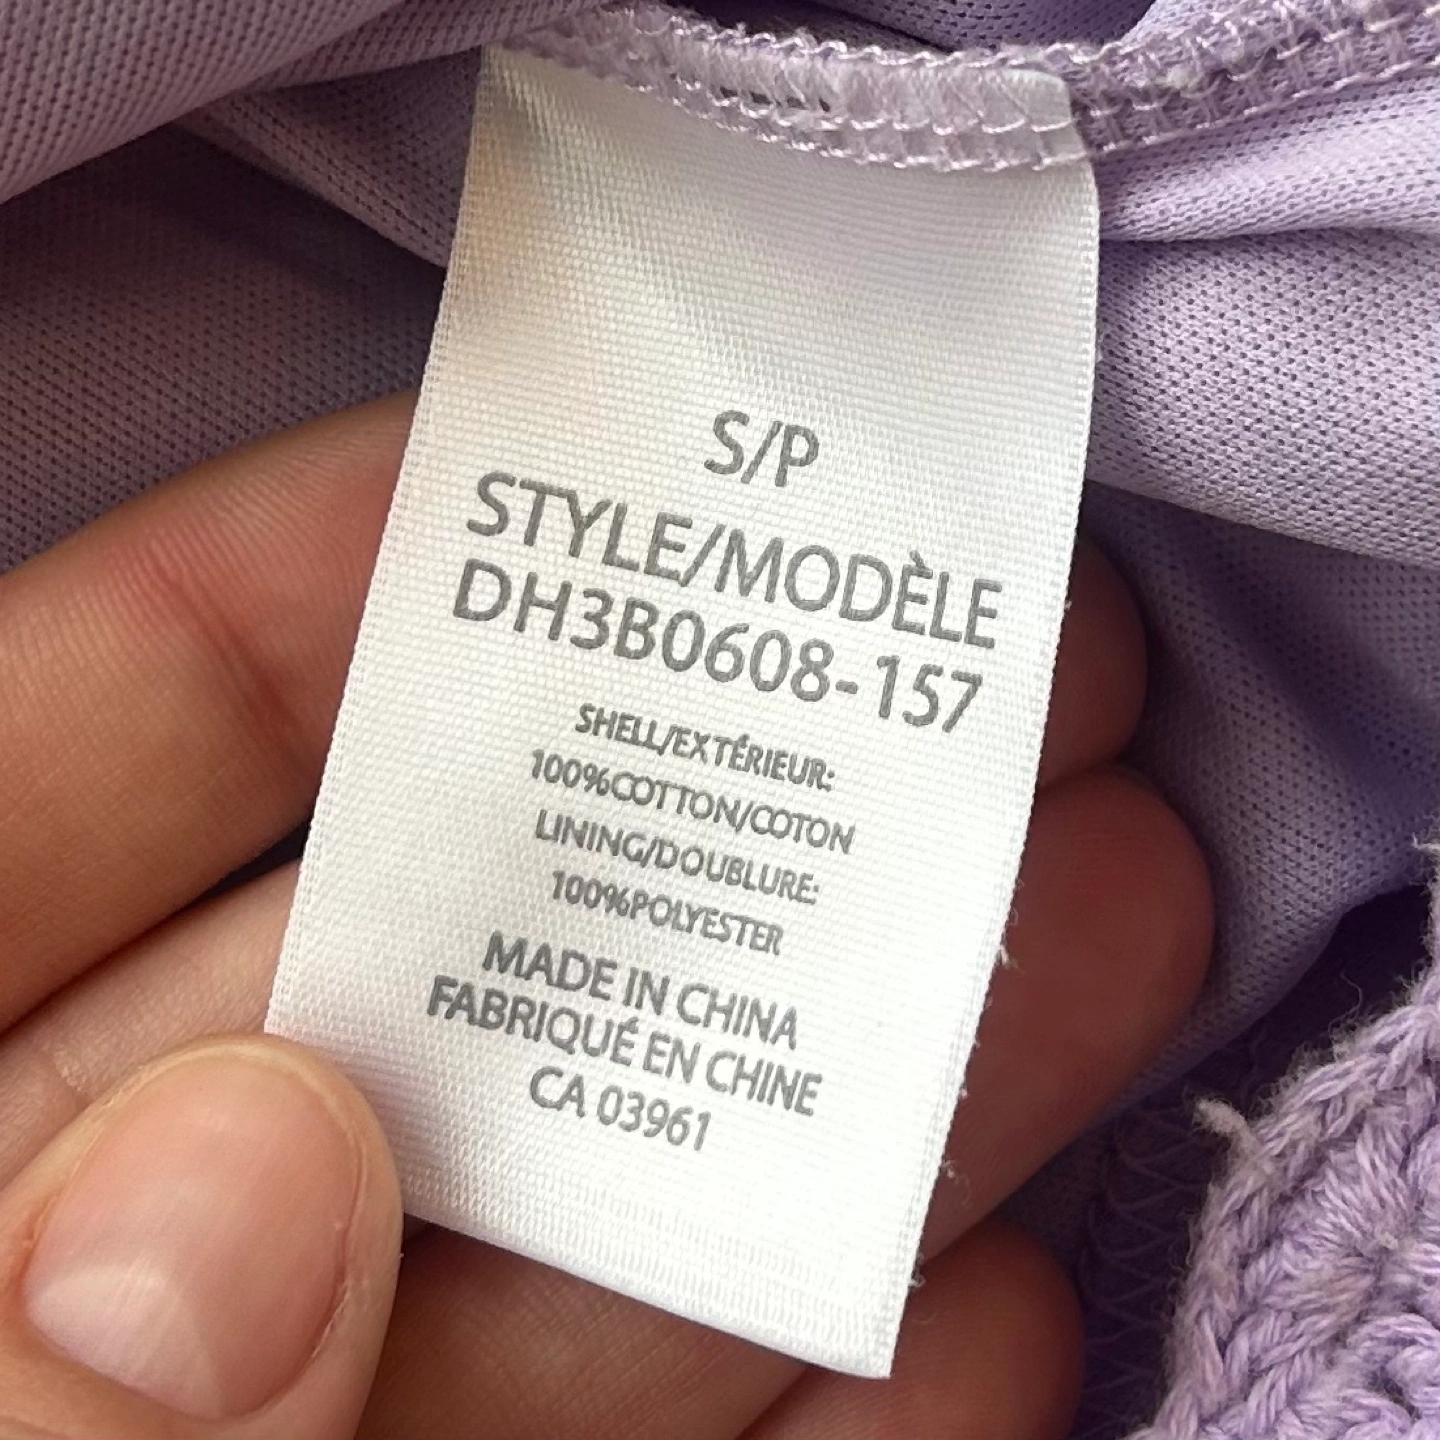 S/P
STYLE/MODÈLE
DH3B0608-157
SHELL/EXTÉRIEUR:
100%COTTON/COTON
LINING/DOUBLURE:
100%POLYESTER
MADE IN CHINA
FABRIQUÉ EN CHINE
CA 03961